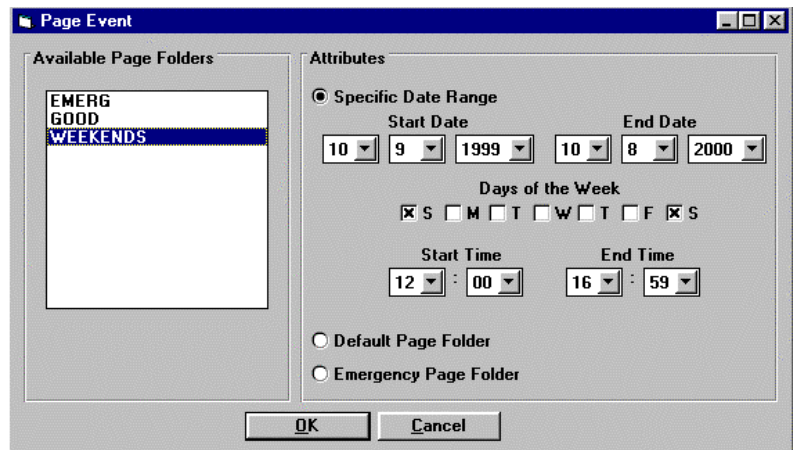 Page Event
Available Page Folders
EMERG
GOOD
WEEKENDS
Attributes
Specific Date Range
Start Date End Date
10 9 1999 10 8 2000
Days of the Week
S M T W T F S
Start Time End Time
12 : 00 16 : 59
Default Page Folder
Emergency Page Folder
OK Cancel